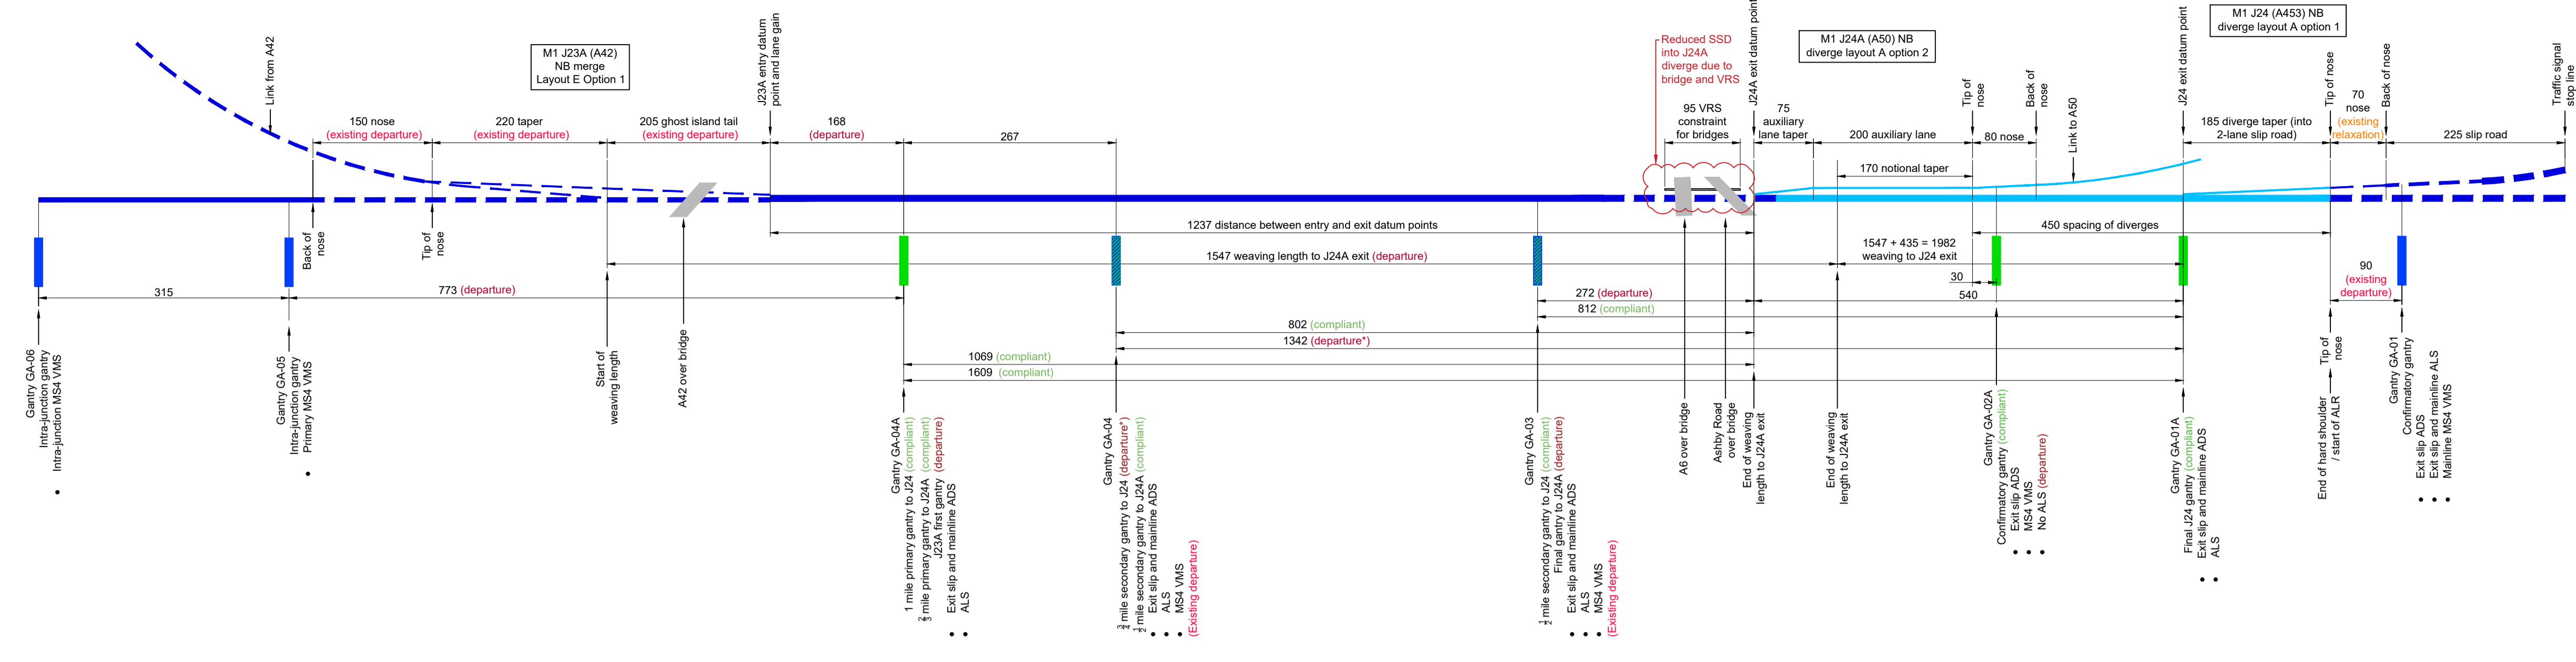 M1 J23A (A42)
NB merge
Layout E Option 1
M1 J24A (A50) NB
diverge layout A option 2
M1 J24 (A453) NB
diverge layout A option 1
Link from A42
J23A entry datum
point and lane gain
Reduced SSD
into J24A
diverge due to
bridge and VRS
J24A exit datum point
Tip of
nose
Back of
nose
Link to A50
J24 exit datum point
Tip of nose
Back of nose
Traffic signal
stop line
150 nose
(existing departure)
220 taper
(existing departure)
205 ghost island tail
(existing departure)
168
(departure)
267
95 VRS
constraint
for bridges
75
auxiliary
lane taper
200 auxiliary lane
80 nose
185 diverge taper (into
2-lane slip road)
70
nose
(existing
relaxation)
225 slip road
170 notional taper
1237 distance between entry and exit datum points
450 spacing of diverges
Back of
nose
Tip of
nose
1547 weaving length to J24A exit (departure)
1547 + 435 = 1982
weaving to J24 exit
30
90
(existing
departure)
315
773 (departure)
272 (departure)
540
812 (compliant)
802 (compliant)
1342 (departure*)
1069 (compliant)
1609 (compliant)
Gantry GA-06
Intra-junction gantry
Intra-junction MS4 VMS
•
Gantry GA-05
Intra-junction gantry
Primary MS4 VMS
•
Start of
weaving length
A42 over bridge
Gantry GA-04A
1 mile primary gantry to J24 (compliant)
2/3 mile primary gantry to J24A (compliant)
J23A first gantry (departure)
• Exit slip and mainline ADS
• ALS
Gantry GA-04
3/4 mile secondary gantry to J24 (departure*)
1/2 mile secondary gantry to J24A (compliant)
• Exit slip and mainline ADS
• ALS
• MS4 VMS
(Existing departure)
Gantry GA-03
1/2 mile secondary gantry to J24 (compliant)
Final gantry to J24A (departure)
• Exit slip and mainline ADS
• ALS
• MS4 VMS
(Existing departure)
A6 over bridge
Ashby Road
over bridge
End of weaving
length to J24A exit
End of weaving
length to J24A exit
Gantry GA-02A
Confirmatory gantry (compliant)
• Exit slip ADS
• MS4 VMS
• No ALS (departure)
Gantry GA-01A
Final J24 gantry (compliant)
• Exit slip and mainline ADS
• ALS
Tip of
nose
End of hard shoulder
/ start of ALR
Gantry GA-01
Confirmatory gantry
• Exit slip ADS
• Exit slip and mainline ALS
• Mainline MS4 VMS